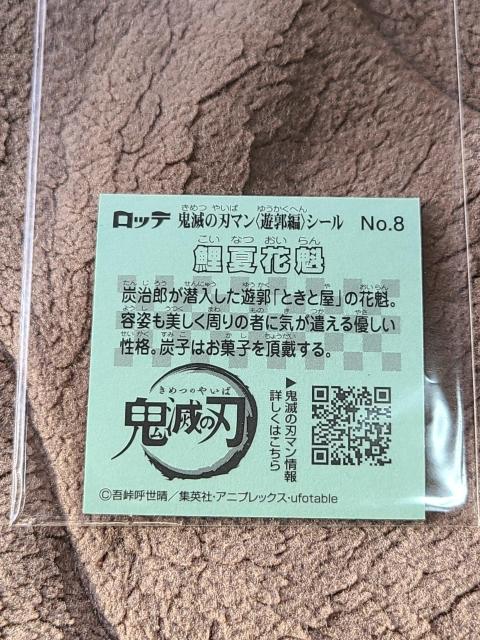 きめつ やいば ゆうかくへん
ロッテ 鬼滅の刃マン〈遊郭編〉シール No.8
こい なつ おい らん
鯉夏花魁
たんじろう せんにゅう ゆうかく や おいらん
炭治郎が潜入した遊郭「ときと屋」の花魁。
ようし うつく まわ もの き つか やさ
容姿も美しく周りの者に気が遣える優しい
せいかく すみこ かし ちょうだい
性格。炭子はお菓子を頂戴する。
きめつのやいば
鬼滅の刃
▶鬼滅の刃マン情報
詳しくはこちら
©吾峠呼世晴／集英社・アニプレックス・ufotable